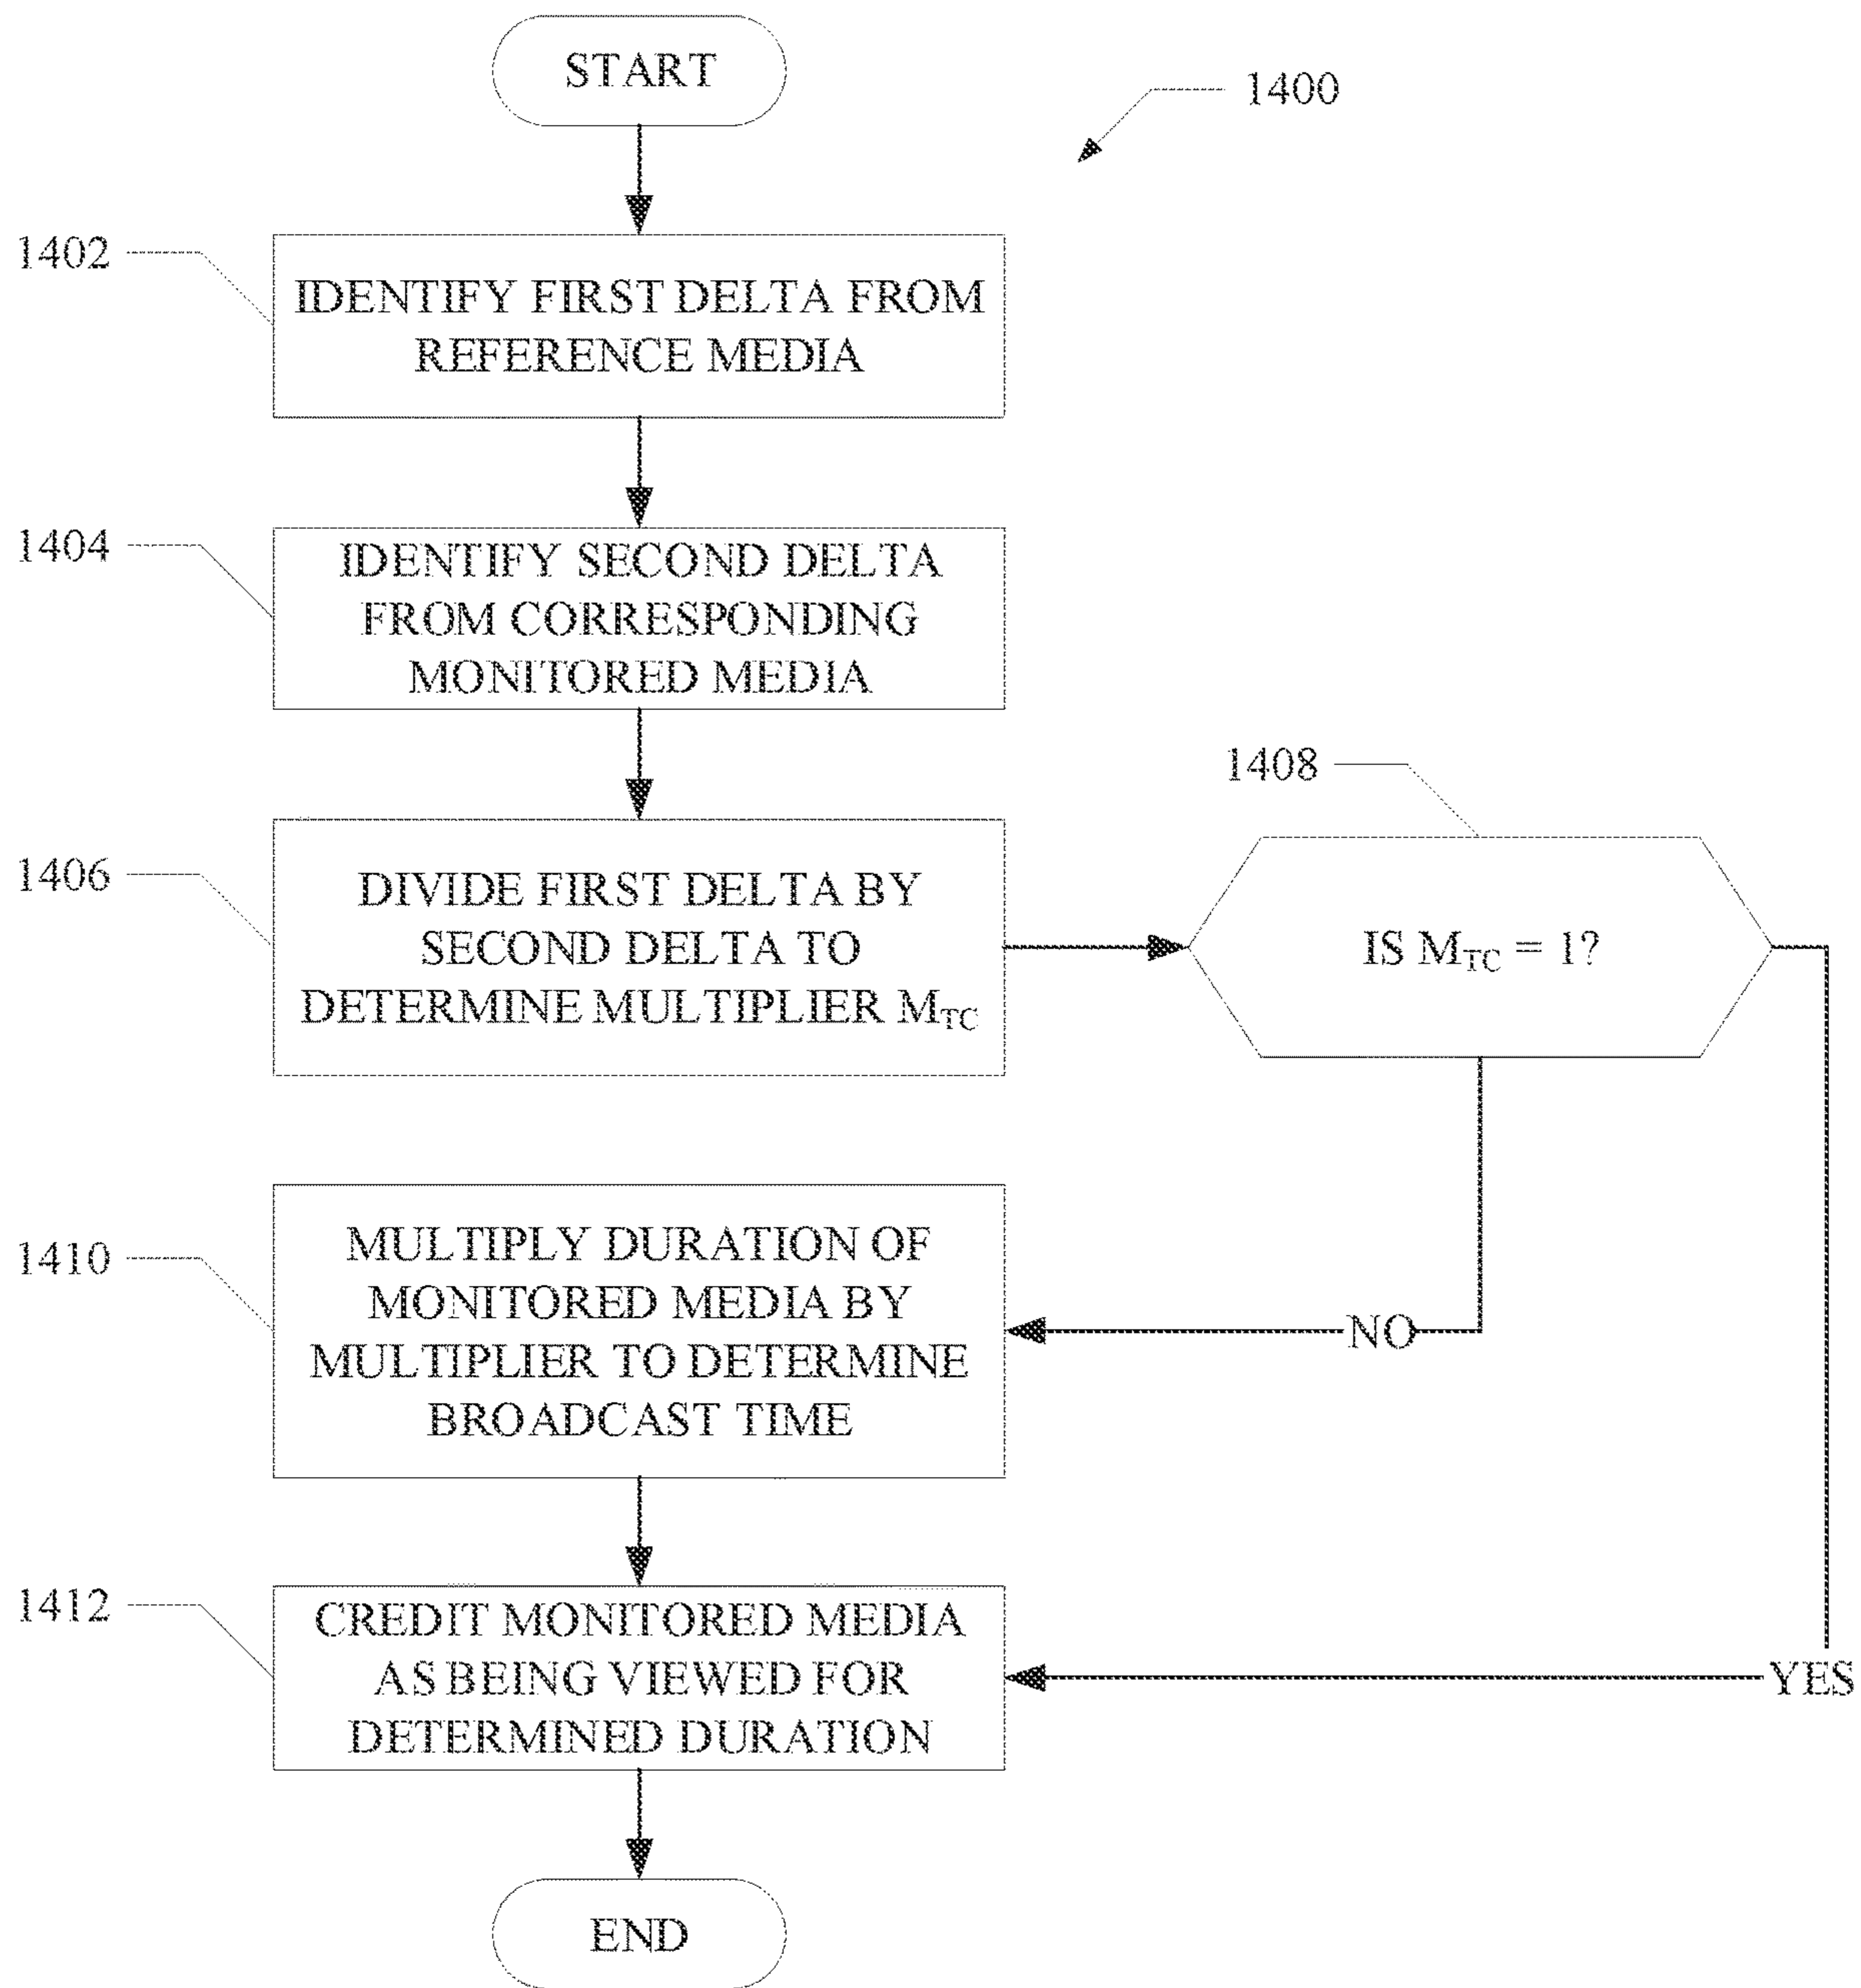 START
1400
1402
IDENTIFY FIRST DELTA FROM
REFERENCE MEDIA
1404
IDENTIFY SECOND DELTA
FROM CORRESPONDING
MONITORED MEDIA
1406
DIVIDE FIRST DELTA BY
SECOND DELTA TO
DETERMINE MULTIPLIER MTC
1408
IS MTC = 1?
1410
MULTIPLY DURATION OF
MONITORED MEDIA BY
MULTIPLIER TO DETERMINE
BROADCAST TIME
NO
1412
CREDIT MONITORED MEDIA
AS BEING VIEWED FOR
DETERMINED DURATION
YES
END